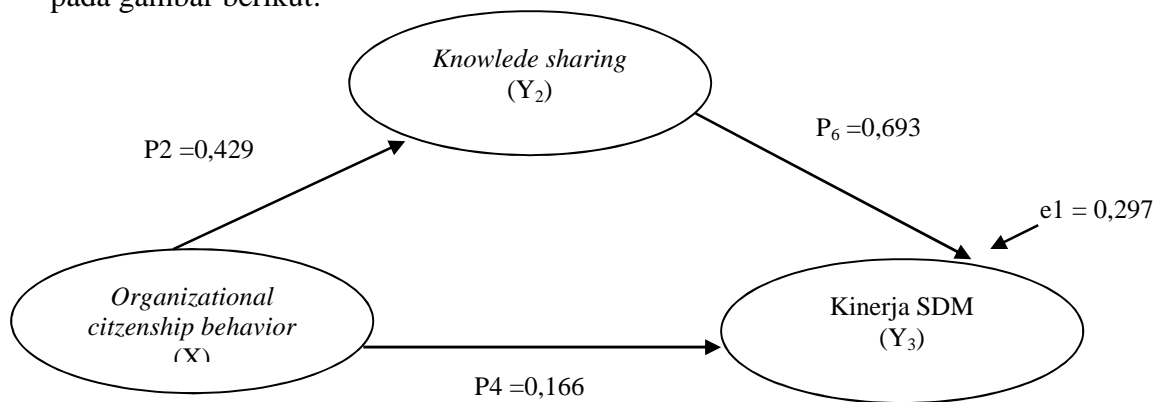 pada gambar berikut:
Knowlede sharing
(Y₂)
P2 =0,429
P₆ =0,693
e1 = 0,297
Organizational
citzenship behavior
(X)
Kinerja SDM
(Y₃)
P4 =0,166